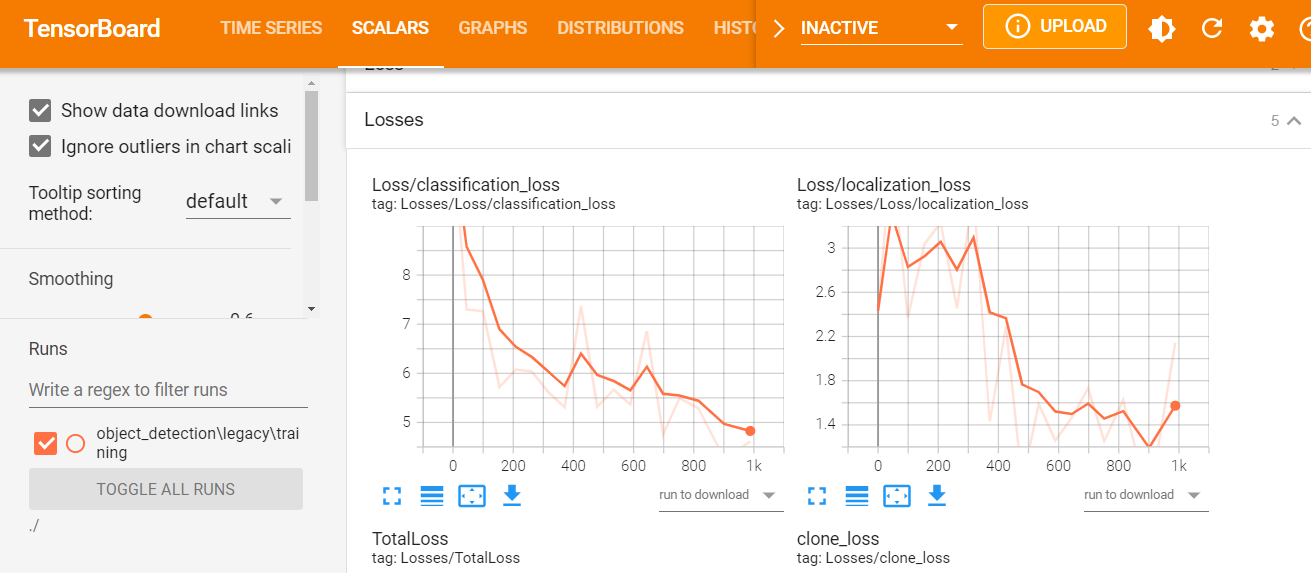 TensorBoard
TIME SERIES
SCALARS
GRAPHS
DISTRIBUTIONS
HISTO
INACTIVE
UPLOAD
Show data download links
Ignore outliers in chart scali
Tooltip sorting
method:
default
Smoothing
0.6
Runs
Write a regex to filter runs
object_detection\legacy\trai
ning
TOGGLE ALL RUNS
./
Losses
5
Loss/classification_loss
tag: Losses/Loss/classification_loss
8
7
6
5
0 200 400 600 800 1k
run to download
Loss/localization_loss
tag: Losses/Loss/localization_loss
3
2.6
2.2
1.8
1.4
0 200 400 600 800 1k
run to download
TotalLoss
tag: Losses/TotalLoss
clone_loss
tag: Losses/clone_loss